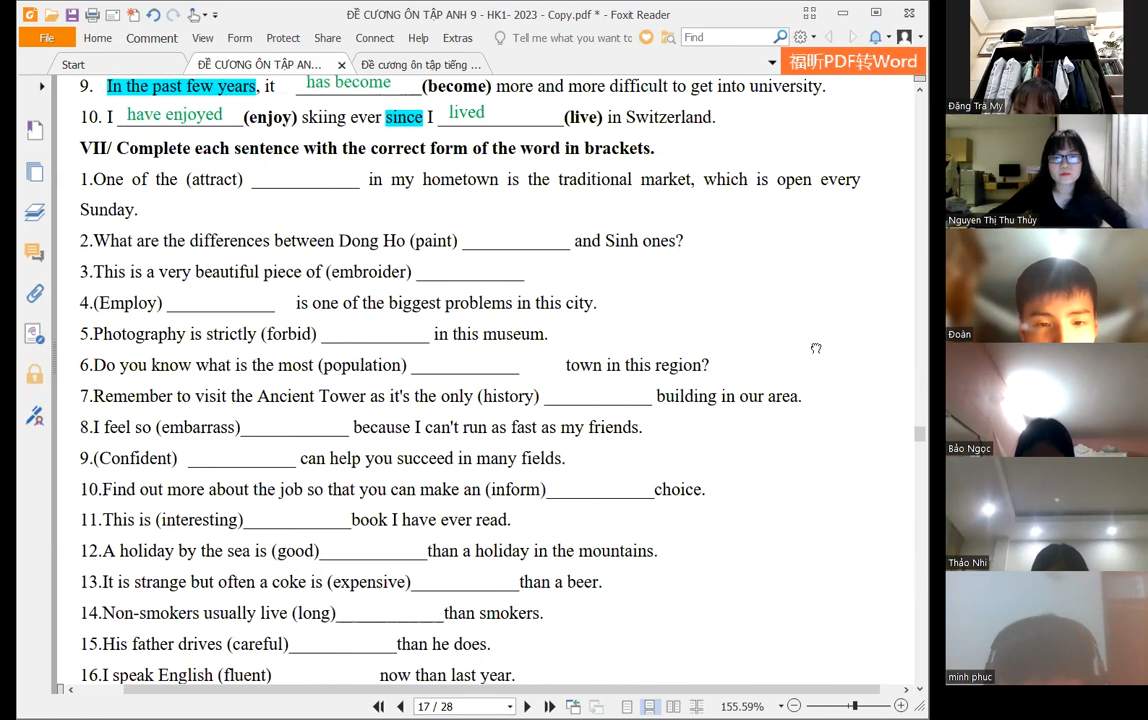 ĐỀ CƯƠNG ÔN TẬP ANH 9 - HK1- 2023 - Copy.pdf * - Foxit Reader
File Home Comment View Form Protect Share Connect Help Extras Tell me what you want tc Find
Start ĐỀ CƯƠNG ÔN TẬP AN... Đề cương ôn tập tiếng ... 福昕PDF转Word
9. In the past few years, it has become (become) more and more difficult to get into university.
10. I have enjoyed (enjoy) skiing ever since I lived (live) in Switzerland.
VII/ Complete each sentence with the correct form of the word in brackets.
1.One of the (attract) ____________ in my hometown is the traditional market, which is open every
Sunday.
2.What are the differences between Dong Ho (paint) ____________ and Sinh ones?
3.This is a very beautiful piece of (embroider) ____________
4.(Employ) ____________ is one of the biggest problems in this city.
5.Photography is strictly (forbid) ____________ in this museum.
6.Do you know what is the most (population) ____________ town in this region?
7.Remember to visit the Ancient Tower as it's the only (history) ____________ building in our area.
8.I feel so (embarrass)____________ because I can't run as fast as my friends.
9.(Confident) ____________ can help you succeed in many fields.
10.Find out more about the job so that you can make an (inform)____________choice.
11.This is (interesting)____________book I have ever read.
12.A holiday by the sea is (good)____________than a holiday in the mountains.
13.It is strange but often a coke is (expensive)____________than a beer.
14.Non-smokers usually live (long)____________than smokers.
15.His father drives (careful)____________than he does.
16.I speak English (fluent) ____________ now than last year.
17 / 28 155.59%
Đặng Trà My
Nguyen Thị Thu Thủy
Đoàn
Bảo Ngọc
Thảo Nhi
minh phuc